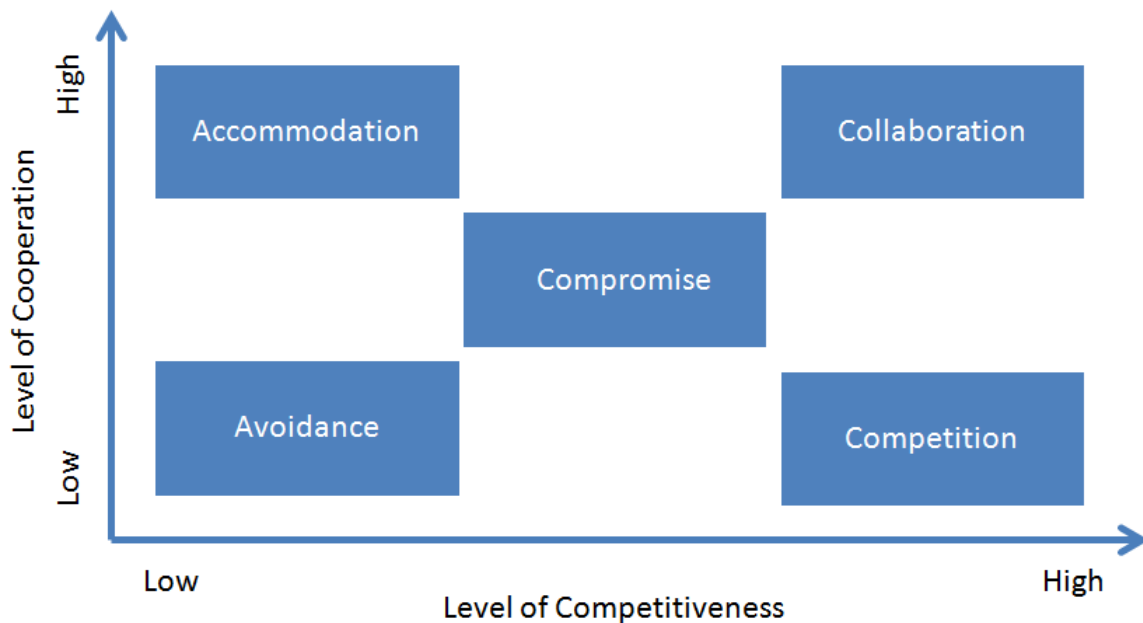 High
Level of Cooperation
Low
Accommodation
Collaboration
Compromise
Avoidance
Competition
Low
High
Level of Competitiveness